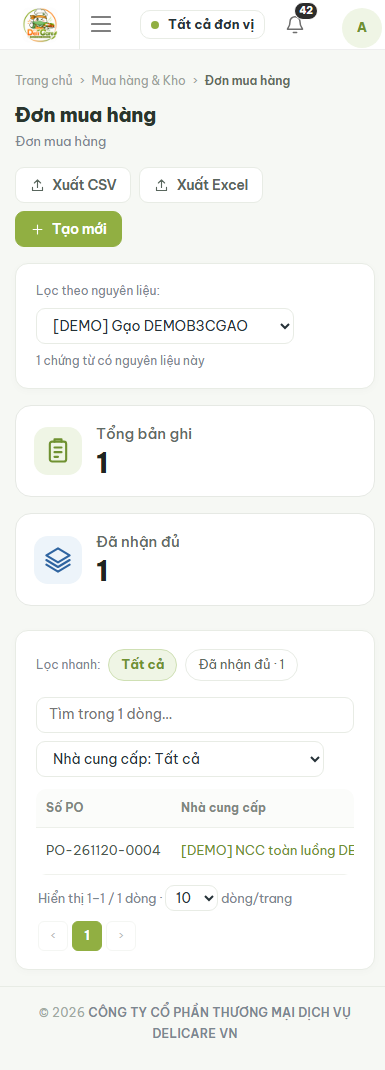 Tất cả đơn vị
42
A
Trang chủ > Mua hàng & Kho > Đơn mua hàng
Đơn mua hàng
Đơn mua hàng
Xuất CSV
Xuất Excel
+ Tạo mới
Lọc theo nguyên liệu:
[DEMO] Gạo DEMOB3CGAO
1 chứng từ có nguyên liệu này
Tổng bản ghi
1
Đã nhận đủ
1
Lọc nhanh: Tất cả Đã nhận đủ · 1
Tìm trong 1 dòng...
Nhà cung cấp: Tất cả
Số PO Nhà cung cấp
PO-261120-0004 [DEMO] NCC toàn luồng DE
Hiển thị 1–1 / 1 dòng · 10 dòng/trang
‹ 1 ›
© 2026 CÔNG TY CỔ PHẦN THƯƠNG MẠI DỊCH VỤ
DELICARE VN